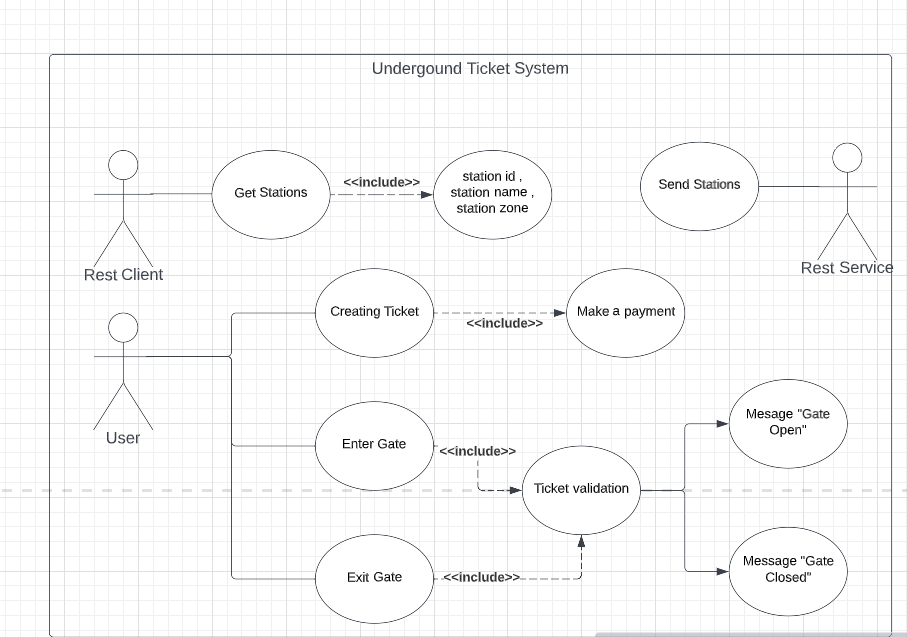 Undergound Ticket System
Get Stations
<<include>>
station id ,
station name ,
station zone
Send Stations
Rest Client
Rest Service
Creating Ticket
<<include>>
Make a payment
User
Enter Gate
<<include>>
Ticket validation
Mesage "Gate
Open"
Exit Gate
<<include>>
Message "Gate
Closed"